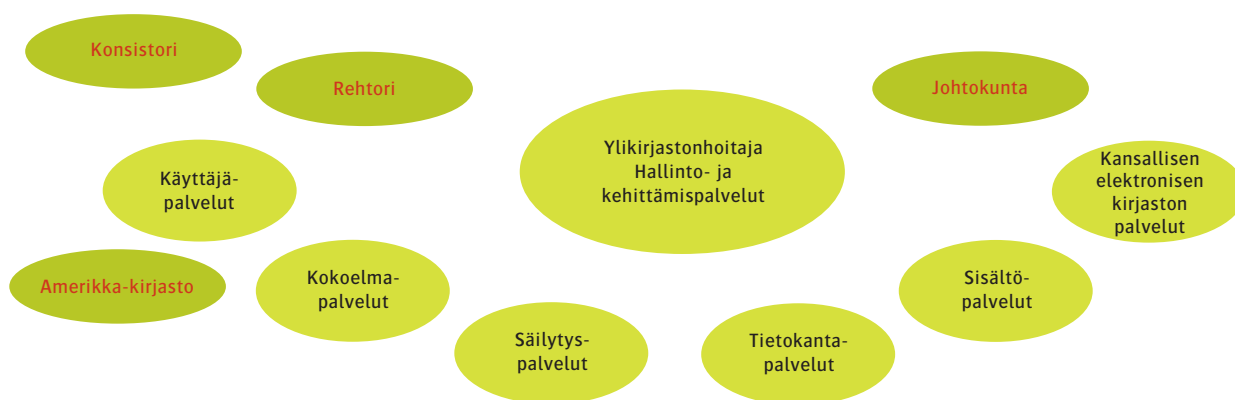 Konsistori
Rehtori
Johtokunta
Ylikirjastonhoitaja
Hallinto- ja
kehittämispalvelut
Käyttäjä-
palvelut
Kansallisen
elektronisen
kirjaston
palvelut
Amerikka-kirjasto
Kokoelma-
palvelut
Sisältö-
palvelut
Säilytys-
palvelut
Tietokanta-
palvelut